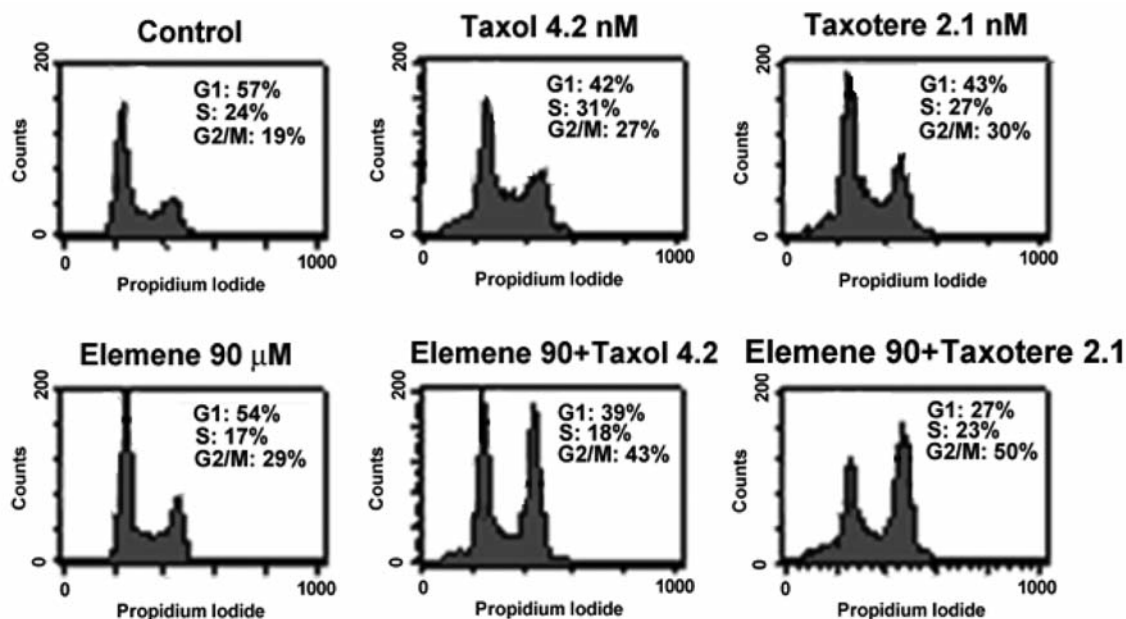 Control
200
G1: 57%
S: 24%
G2/M: 19%
Counts
0
0
1000
Propidium Iodide
Taxol 4.2 nM
200
G1: 42%
S: 31%
G2/M: 27%
Counts
0
0
1000
Propidium Iodide
Taxotere 2.1 nM
200
G1: 43%
S: 27%
G2/M: 30%
Counts
0
0
1000
Propidium Iodide
Elemene 90 μM
200
G1: 54%
S: 17%
G2/M: 29%
Counts
0
0
1000
Propidium Iodide
Elemene 90+Taxol 4.2
200
G1: 39%
S: 18%
G2/M: 43%
Counts
0
0
1000
Propidium Iodide
Elemene 90+Taxotere 2.1
200
G1: 27%
S: 23%
G2/M: 50%
Counts
0
0
1000
Propidium Iodide